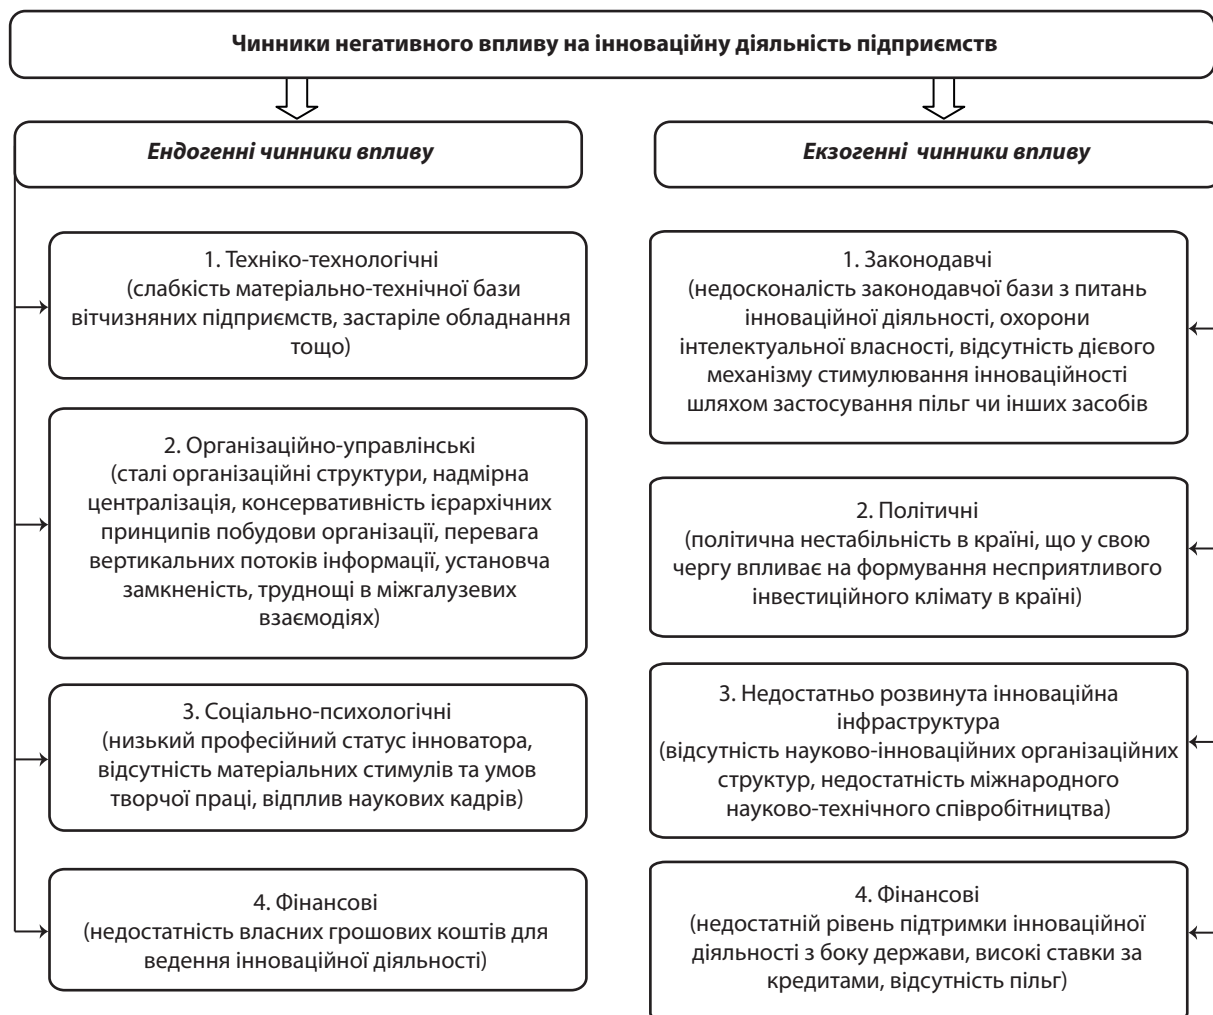 Чинники негативного впливу на інноваційну діяльність підприємств
Ендогенні чинники впливу
1. Техніко-технологічні
(слабкість матеріально-технічної бази
вітчизняних підприємств, застаріле обладнання
тощо)
2. Організаційно-управлінські
(сталі організаційні структури, надмірна
централізація, консервативність ієрархічних
принципів побудови організації, перевага
вертикальних потоків інформації, установча
замкненість, труднощі в міжгалузевих
взаємодіях)
3. Соціально-психологічні
(низький професійний статус інноватора,
відсутність матеріальних стимулів та умов
творчої праці, відплив наукових кадрів)
4. Фінансові
(недостатність власних грошових коштів для
ведення інноваційної діяльності)
Екзогенні чинники впливу
1. Законодавчі
(недосконалість законодавчої бази з питань
інноваційної діяльності, охорони
інтелектуальної власності, відсутність дієвого
механізму стимулювання інноваційності
шляхом застосування пільг чи інших засобів
2. Політичні
(політична нестабільність в країні, що у свою
чергу впливає на формування несприятливого
інвестиційного клімату в країні)
3. Недостатньо розвинута інноваційна
інфраструктура
(відсутність науково-інноваційних організаційних
структур, недостатність міжнародного
науково-технічного співробітництва)
4. Фінансові
(недостатній рівень підтримки інноваційної
діяльності з боку держави, високі ставки за
кредитами, відсутність пільг)